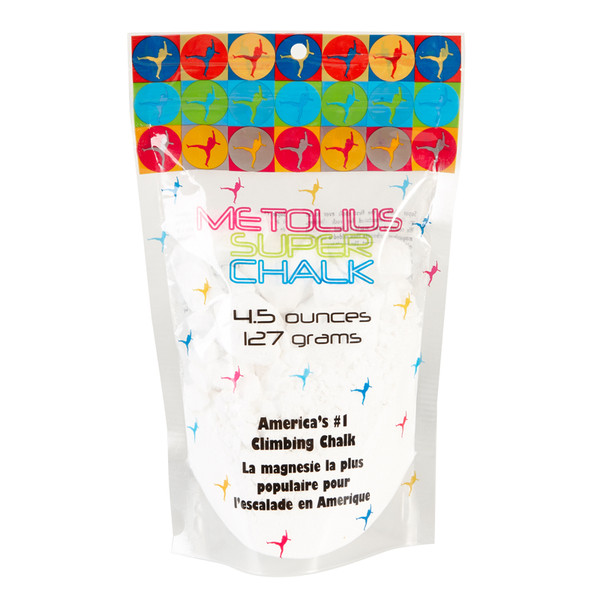 METOLIUS
SUPER
CHALK
4.5 ounces
127 grams
America's #1
Climbing Chalk
La magnesie la plus
populaire pour
l'escalade en Amerique